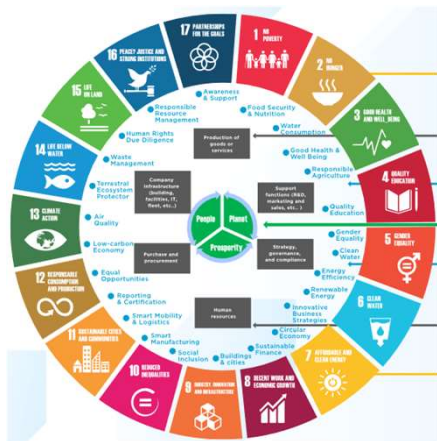 17 PARTNERSHIPS
FOR THE GOALS
1 NO
POVERTY
2 NO
HUNGER
3 GOOD HEALTH
AND WELL_BEING
4 QUALITY
EDUCATION
5 GENDER
EQUALITY
6 CLEAN
WATER
7 AFFORDABLE AND
CLEAN ENERGY
8 DECENT WORK AND
ECONOMIC GROWTH
9 INDUSTRY, INNOVATION
AND INFRASTRUCTURE
10 REDUCED
INEQUALITIES
11 SUSTAINABLE CITIES
AND COMMUNITIES
12 RESPONSIBLE
CONSUMPTION
AND PRODUCTION
13 CLIMATE
ACTION
14 LIFE BELOW
WATER
15 LIFE
ON LAND
16 PEACE? JUSTICE AND
STRONG INSTITUTIONS
Awareness
& Support
Food Security
& Nutrition
Water
Consumption
Good Health &
Well Being
Responsible
Agriculture
Quality
Education
Gender
Equality
Clean
Water
Energy
Efficiency
Renewable
Energy
Innovative
Business
Strategies
Circular
Economy
Sustainable
Finance
Buildings
& cities
Social
Inclusion
Smart
Manufacturing
Smart Mobility
& Logistics
Reporting
& Certification
Equal
Opportunities
Low-carbon
Economy
Air
Quality
Terrastral
Ecosystem
Protector
Waste
Management
Human Rights
Due Diligence
Responsible
Resource
Management
Production of
goods or
services
Company
infrastructure
(building,
facilities, IT,
fleet, etc..)
Support
functions (R&D,
marketing and
sales, etc.. )
Purchase and
procurement
Strategy,
governance,
and compliance
Human
resources
People
Planet
Prosperity